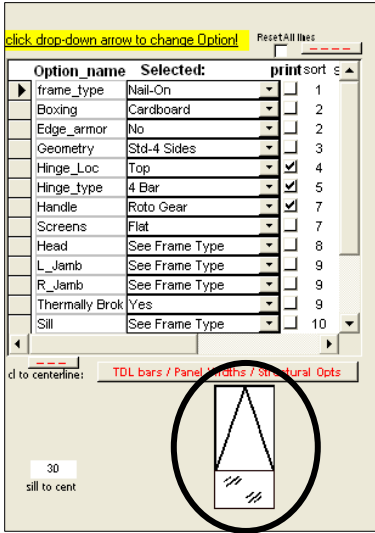 click drop-down arrow to change Option!
Reset All lines
Option_name Selected: print sort
frame_type Nail-On 1
Boxing Cardboard 2
Edge_armor No 2
Geometry Std-4 Sides 3
Hinge_Loc Top 4
Hinge_type 4 Bar 5
Handle Roto Gear 7
Screens Flat 7
Head See Frame Type 8
L_Jamb See Frame Type 9
R_Jamb See Frame Type 9
Thermally Brok Yes 9
Sill See Frame Type 10
cl to centerline:
TDL bars / Panel Widths / Structural Opts
30
sill to cent